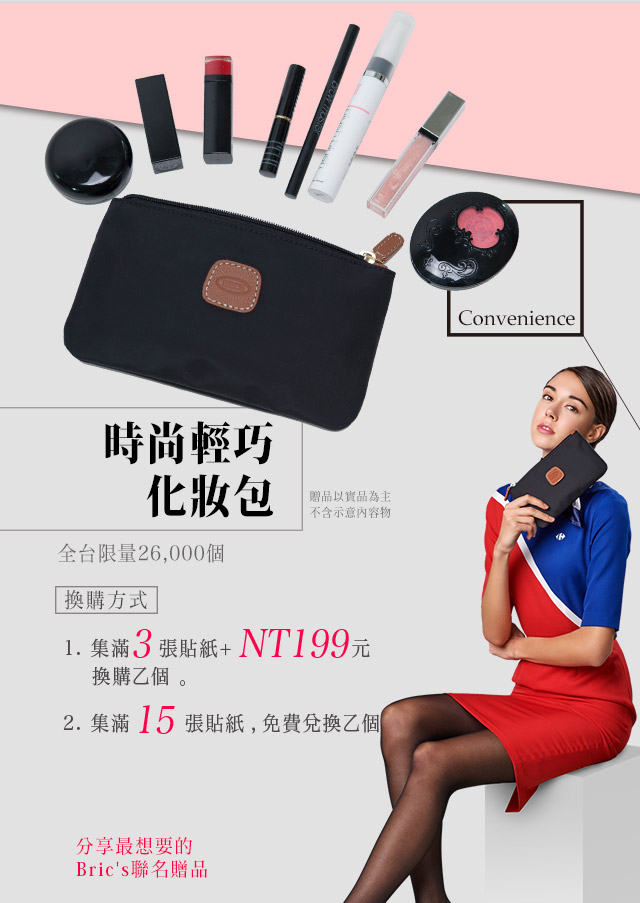 Convenience
時尚輕巧
化妝包
贈品以實品為主
不含示意內容物
全台限量26,000個
換購方式
1. 集滿3張貼紙+ NT199元
換購乙個 。
2. 集滿 15 張貼紙 , 免費兌換乙個
分享最想要的
Bric's聯名贈品